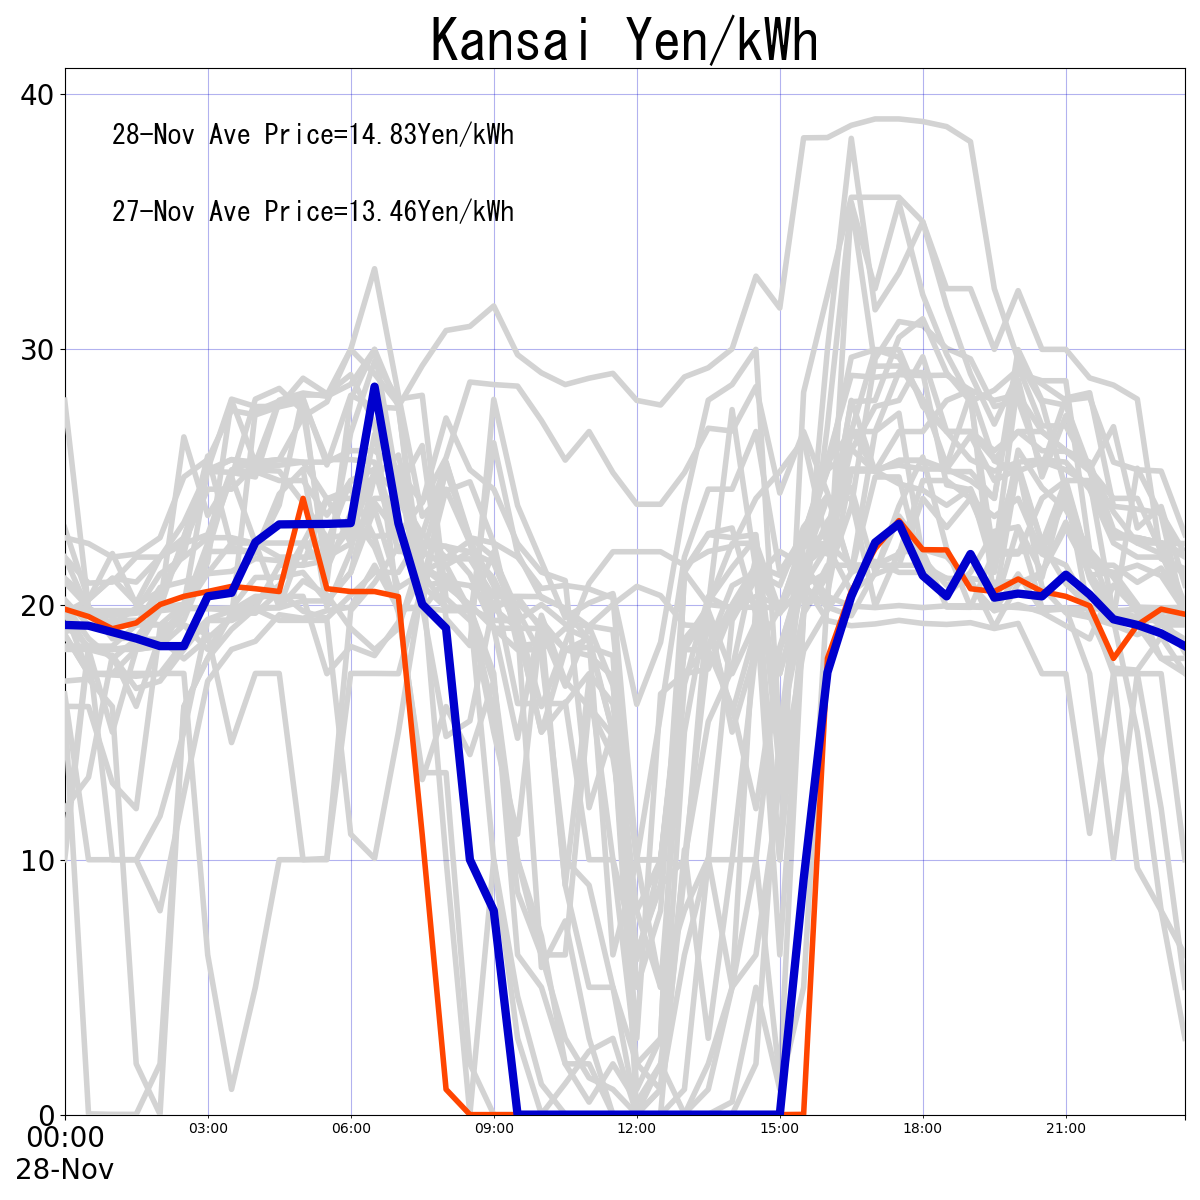 Kansai Yen/kWh
40
28-Nov Ave Price=14.83Yen/kWh
27-Nov Ave Price=13.46Yen/kWh
30
20
10
0
00:00 03:00 06:00 09:00 12:00 15:00 18:00 21:00
28-Nov